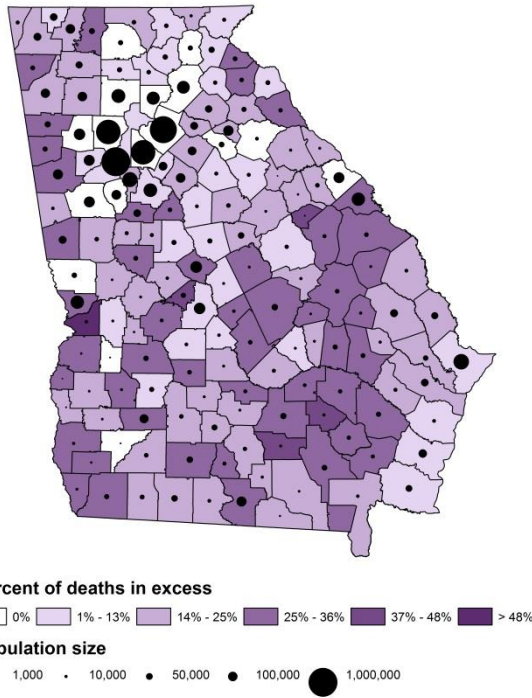 rcent of deaths in excess
0% 1% - 13% 14% - 25% 25% - 36% 37% - 48% > 48%
pulation size
1,000 10,000 50,000 100,000 1,000,000